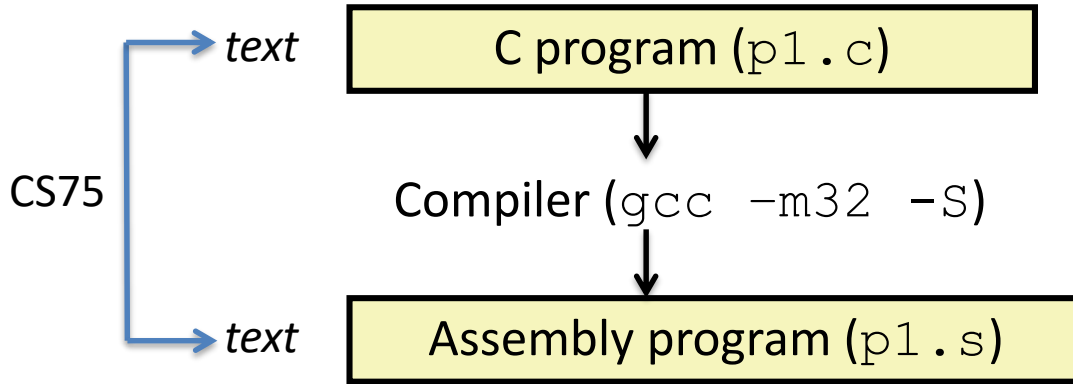 text
C program (p1.c)
CS75
Compiler (gcc –m32 -S)
text
Assembly program (p1.s)